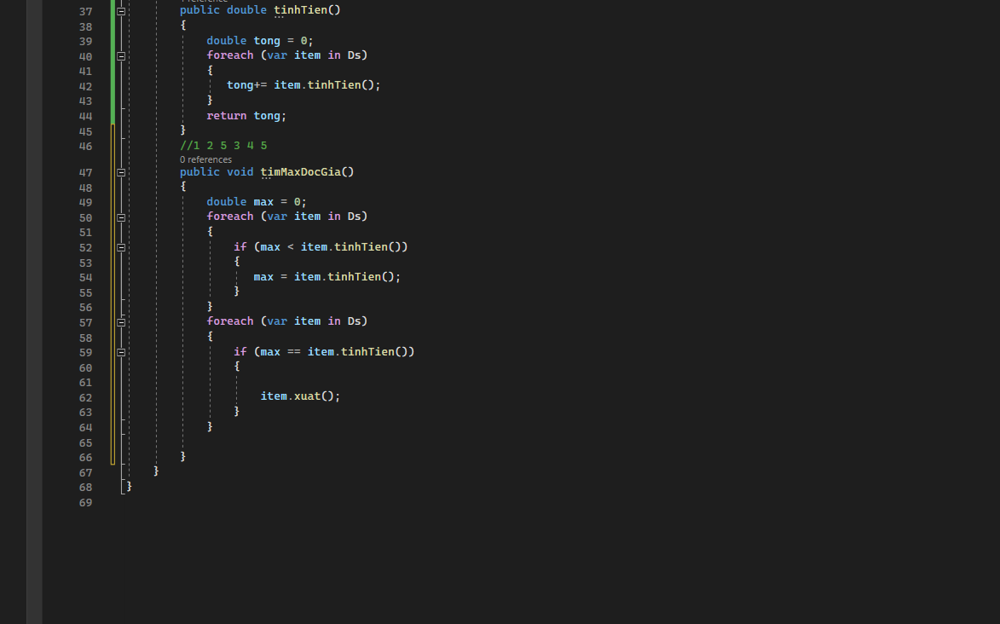 37 public double tinhTien()
38 {
39 double tong = 0;
40 foreach (var item in Ds)
41 {
42 tong+= item.tinhTien();
43 }
44 return tong;
45 }
46 //1 2 5 3 4 5
0 references
47 public void timMaxDocGia()
48 {
49 double max = 0;
50 foreach (var item in Ds)
51 {
52 if (max < item.tinhTien())
53 {
54 max = item.tinhTien();
55 }
56 }
57 foreach (var item in Ds)
58 {
59 if (max == item.tinhTien())
60 {
61
62 item.xuat();
63 }
64 }
65
66 }
67 }
68 }
69